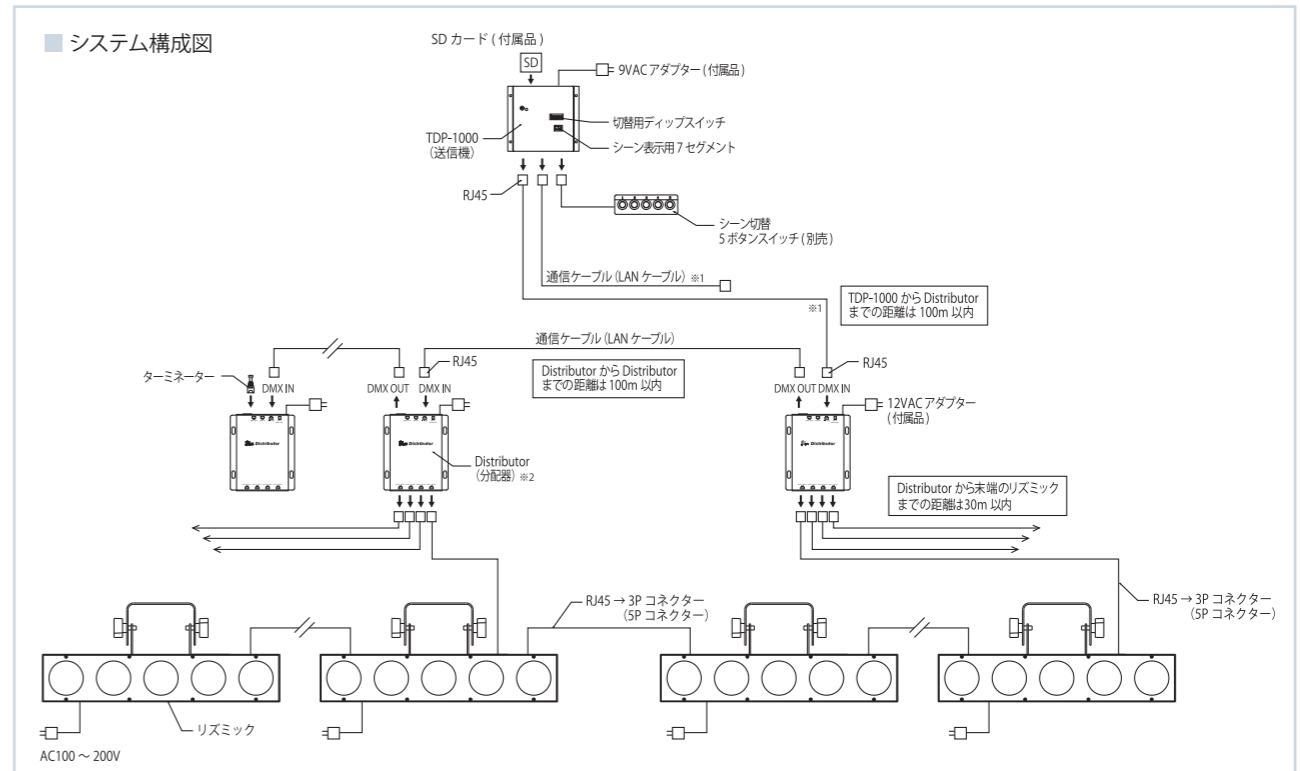 システム構成図
SD カード ( 付属品 )
SD
9VAC アダプター ( 付属品 )
切替用ディップスイッチ
シーン表示用 7 セグメント
TDP-1000
（送信機）
RJ45
シーン切替
5 ボタンスイッチ ( 別売 )
通信ケーブル（LAN ケーブル）※1
※1
TDP-1000 から Distributor
までの距離は 100m 以内
通信ケーブル（LAN ケーブル）
RJ45
RJ45
Distributor から Distributor
までの距離は 100m 以内
ターミネーター
DMX IN
DMX OUT
DMX IN
DMX OUT
DMX IN
12VAC アダプター
( 付属品 )
Distributor
Distributor
Distributor
Distributor
（分配器）※2
Distributor から末端のリズミック
までの距離は30m 以内
RJ45 → 3P コネクター
（5P コネクター）
RJ45 → 3P コネクター
（5P コネクター）
リズミック
AC100 ～ 200V